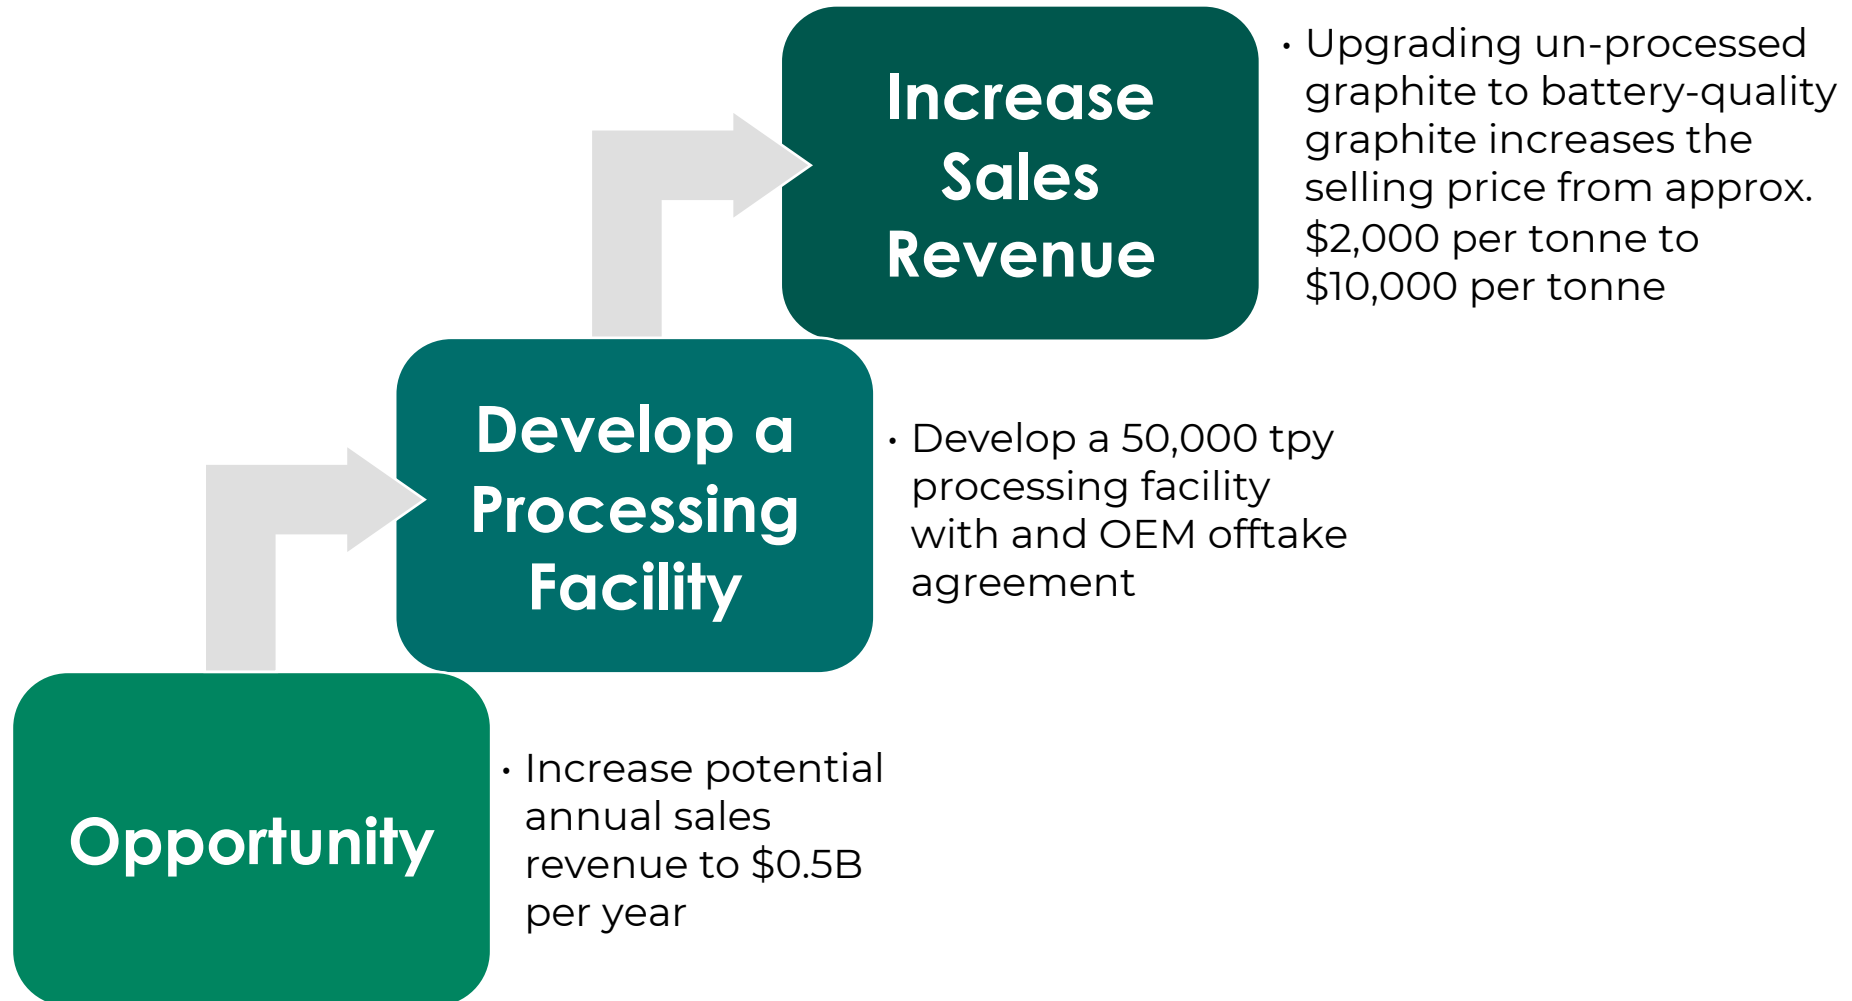 Increase
Sales
Revenue
• Upgrading un-processed
graphite to battery-quality
graphite increases the
selling price from approx.
$2,000 per tonne to
$10,000 per tonne
Develop a
Processing
Facility
• Develop a 50,000 tpy
processing facility
with and OEM offtake
agreement
Opportunity
• Increase potential
annual sales
revenue to $0.5B
per year